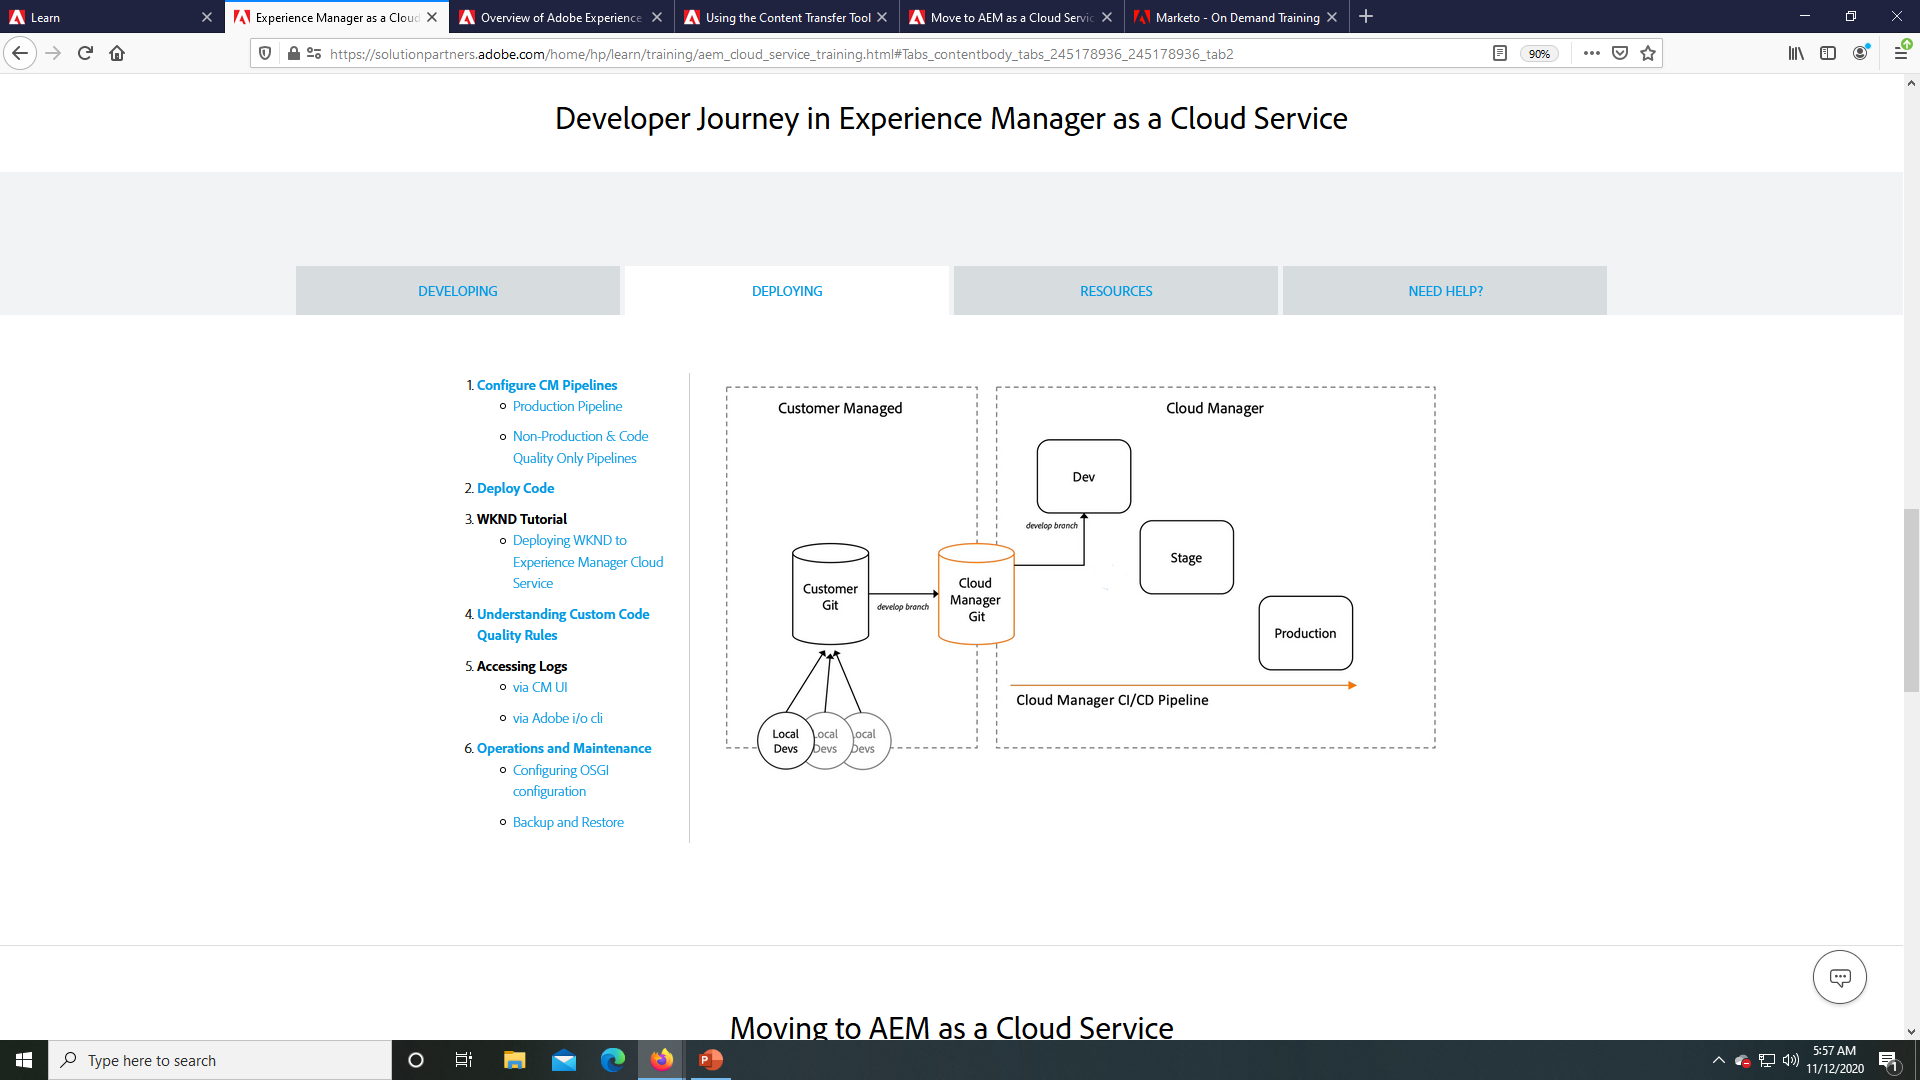 Learn
Experience Manager as a Cloud
Overview of Adobe Experience
Using the Content Transfer Tool
Move to AEM as a Cloud Servic
Marketo - On Demand Training
https://solutionpartners.adobe.com/home/hp/learn/training/aem_cloud_service_training.html#Tabs_contentbody_tabs_245178936_245178936_tab2
90%
Developer Journey in Experience Manager as a Cloud Service
DEVELOPING
DEPLOYING
RESOURCES
NEED HELP?
1. Configure CM Pipelines
Production Pipeline
Non-Production & Code
Quality Only Pipelines
2. Deploy Code
3. WKND Tutorial
Deploying WKND to
Experience Manager Cloud
Service
4. Understanding Custom Code
Quality Rules
5. Accessing Logs
via CM UI
via Adobe i/o cli
6. Operations and Maintenance
Configuring OSGI
configuration
Backup and Restore
Customer Managed
Customer
Git
develop branch
Local
Devs
Local
Devs
Local
Devs
Cloud Manager
Cloud
Manager
Git
develop branch
Dev
Stage
Production
Cloud Manager CI/CD Pipeline
Moving to AEM as a Cloud Service
Type here to search
5:57 AM
11/12/2020
1